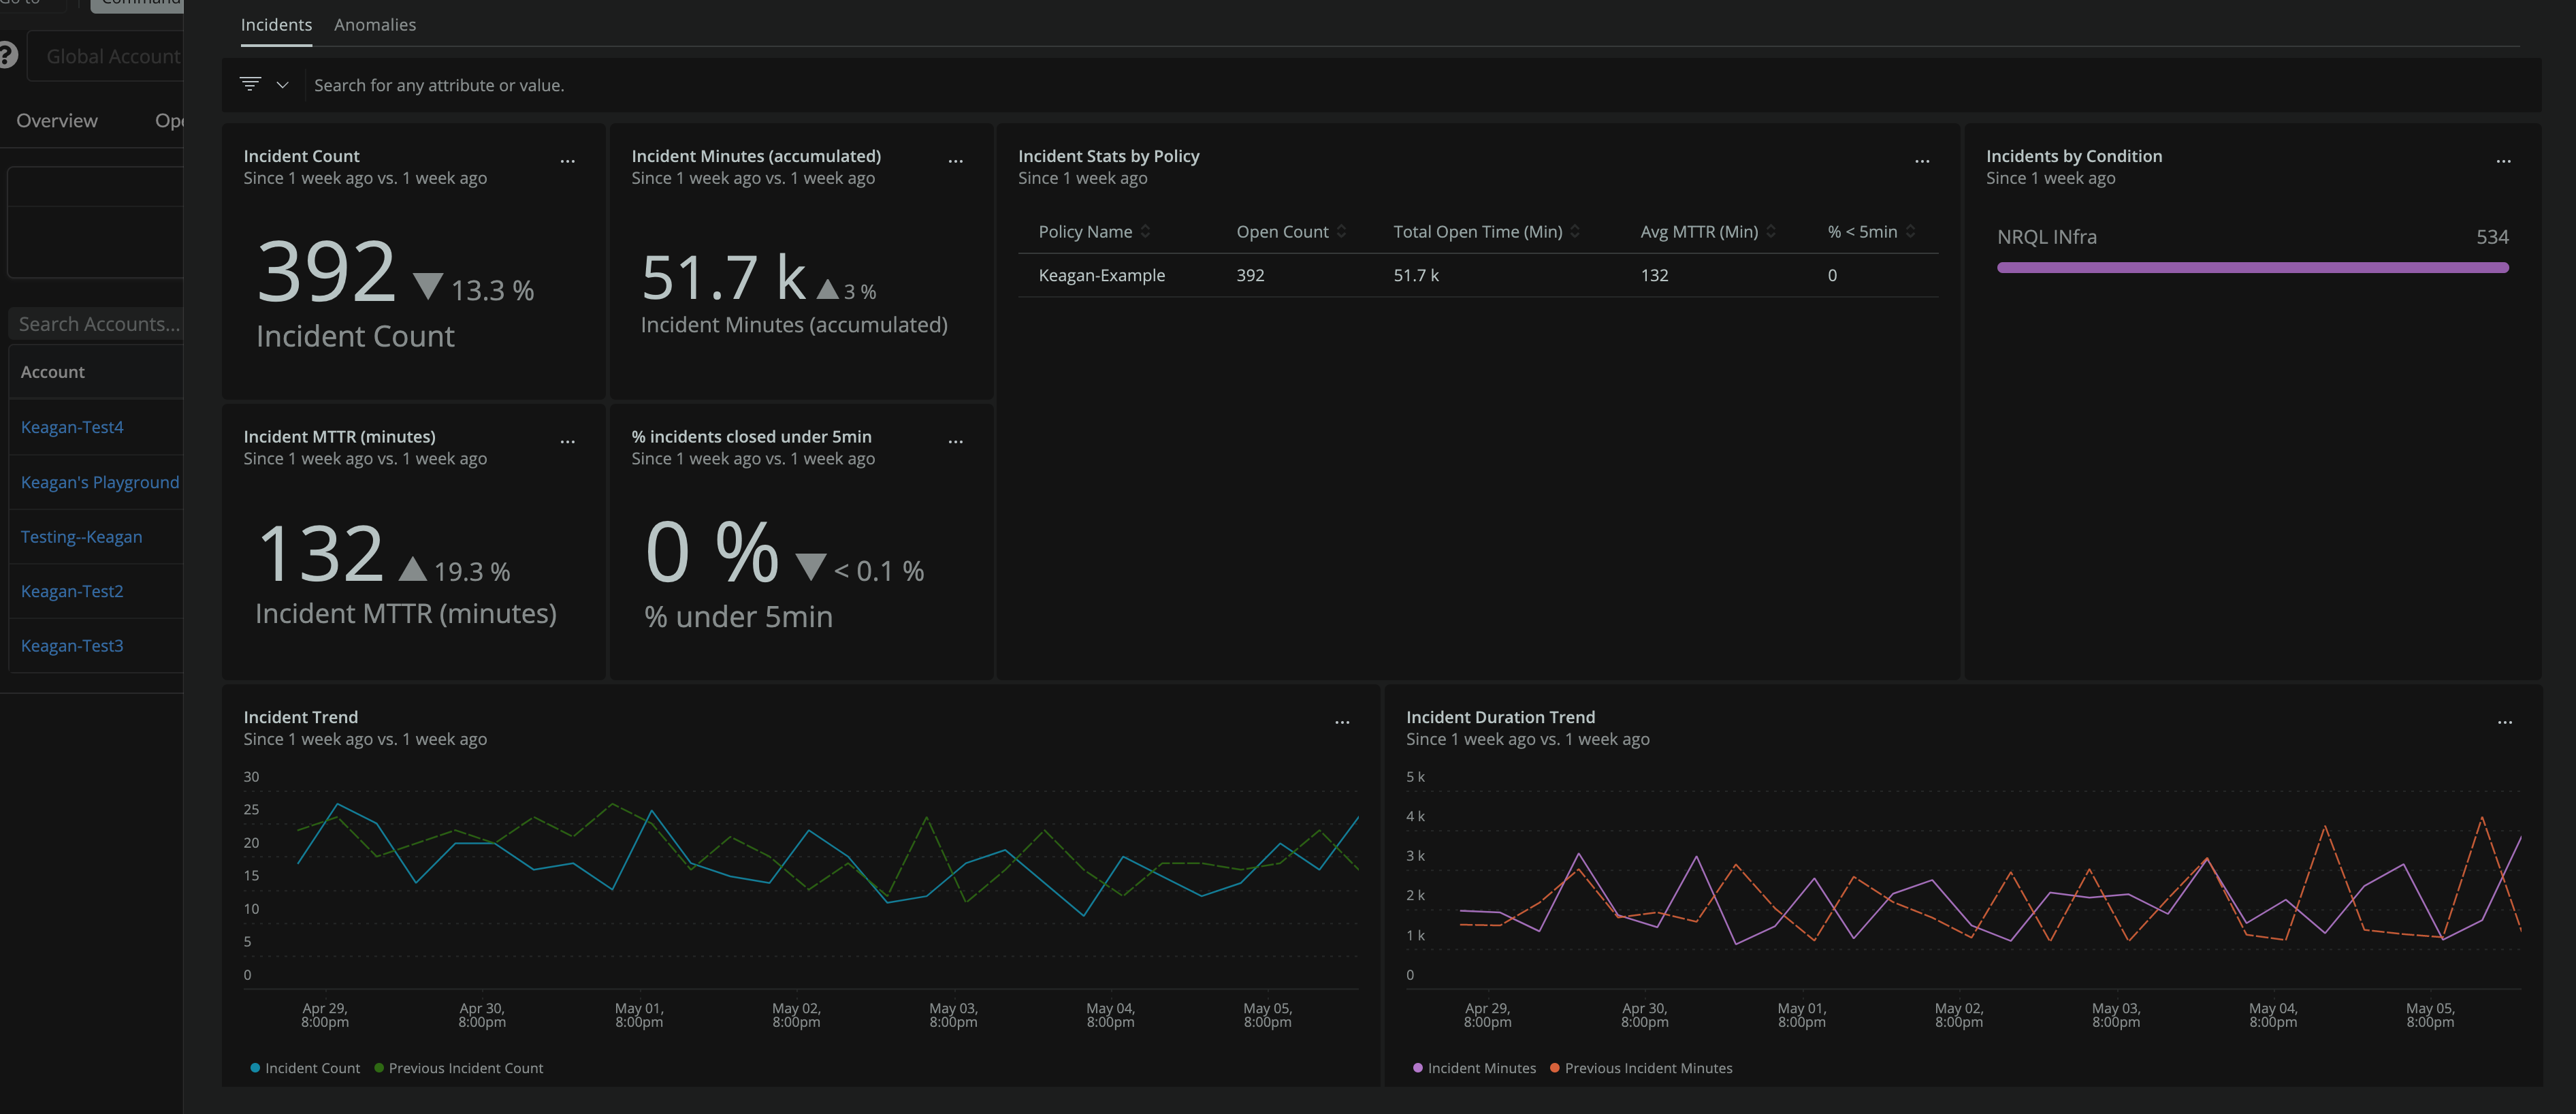 Go to
Command
?
Global Account
Overview
Ope
Search Accounts...
Account
Keagan-Test4
Keagan's Playground
Testing--Keagan
Keagan-Test2
Keagan-Test3
Incidents
Anomalies
Search for any attribute or value.
Incident Count
Since 1 week ago vs. 1 week ago
392 13.3 %
Incident Count
Incident Minutes (accumulated)
Since 1 week ago vs. 1 week ago
51.7 k 3 %
Incident Minutes (accumulated)
Incident Stats by Policy
Since 1 week ago
Policy Name Open Count Total Open Time (Min) Avg MTTR (Min) % < 5min
Keagan-Example 392 51.7 k 132 0
Incidents by Condition
Since 1 week ago
NRQL INfra 534
Incident MTTR (minutes)
Since 1 week ago vs. 1 week ago
132 19.3 %
Incident MTTR (minutes)
% incidents closed under 5min
Since 1 week ago vs. 1 week ago
0 % < 0.1 %
% under 5min
Incident Trend
Since 1 week ago vs. 1 week ago
30
25
20
15
10
5
0
Apr 29, 8:00pm
Apr 30, 8:00pm
May 01, 8:00pm
May 02, 8:00pm
May 03, 8:00pm
May 04, 8:00pm
May 05, 8:00pm
Incident Count Previous Incident Count
Incident Duration Trend
Since 1 week ago vs. 1 week ago
5 k
4 k
3 k
2 k
1 k
0
Apr 29, 8:00pm
Apr 30, 8:00pm
May 01, 8:00pm
May 02, 8:00pm
May 03, 8:00pm
May 04, 8:00pm
May 05, 8:00pm
Incident Minutes Previous Incident Minutes